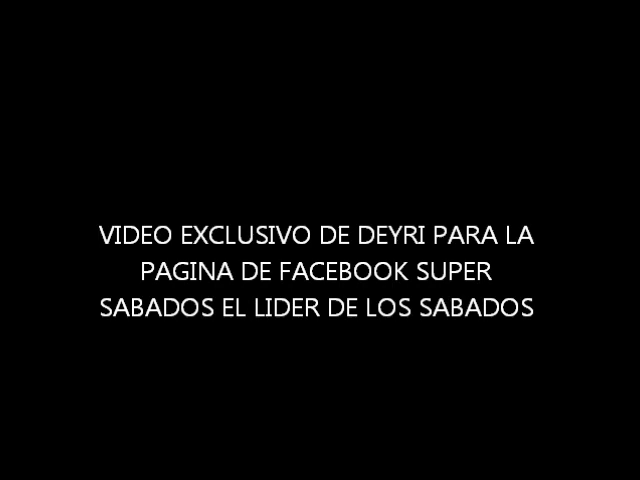 VIDEO EXCLUSIVO DE DEYRI PARA LA
PAGINA DE FACEBOOK SUPER
SABADOS EL LIDER DE LOS SABADOS